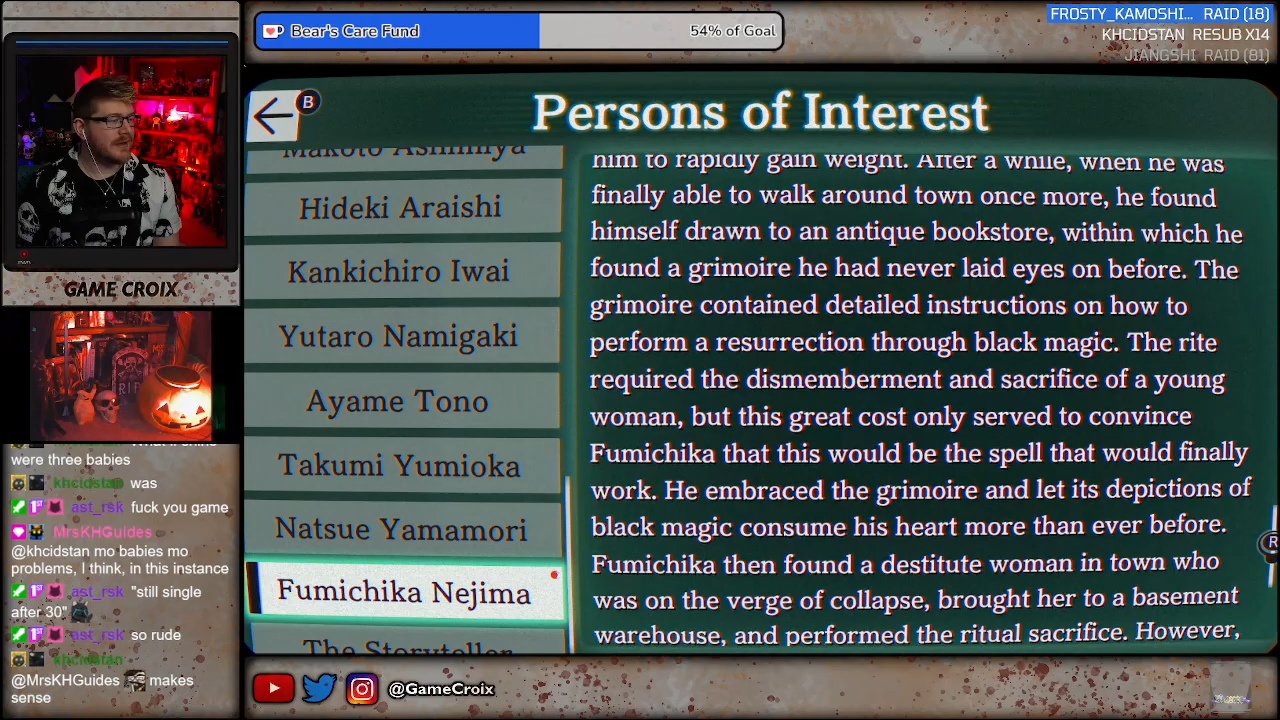 Bear's Care Fund
54% of Goal
FROSTY_KAMOSHI... RAID (18)
KHCIDSTAN RESUB X14
JIANGSHI RAID (81)
B
Persons of Interest
Makoto Ashimiya
Hideki Araishi
Kankichiro Iwai
Yutaro Namigaki
Ayame Tono
Takumi Yumioka
Natsue Yamamori
Fumichika Nejima
The Storyteller
him to rapidly gain weight. After a while, when he was
finally able to walk around town once more, he found
himself drawn to an antique bookstore, within which he
found a grimoire he had never laid eyes on before. The
grimoire contained detailed instructions on how to
perform a resurrection through black magic. The rite
required the dismemberment and sacrifice of a young
woman, but this great cost only served to convince
Fumichika that this would be the spell that would finally
work. He embraced the grimoire and let its depictions of
black magic consume his heart more than ever before.
Fumichika then found a destitute woman in town who
was on the verge of collapse, brought her to a basement
warehouse, and performed the ritual sacrifice. However,
R
GAME CROIX
RIP
were three babies
khcidstan was
ast_rsk fuck you game
MrsKHGuides
@khcidstan mo babies mo
problems, I think, in this instance
ast_rsk "still single
after 30"
ast_rsk so rude
khcidstan
@MrsKHGuides makes
sense
@GameCroix